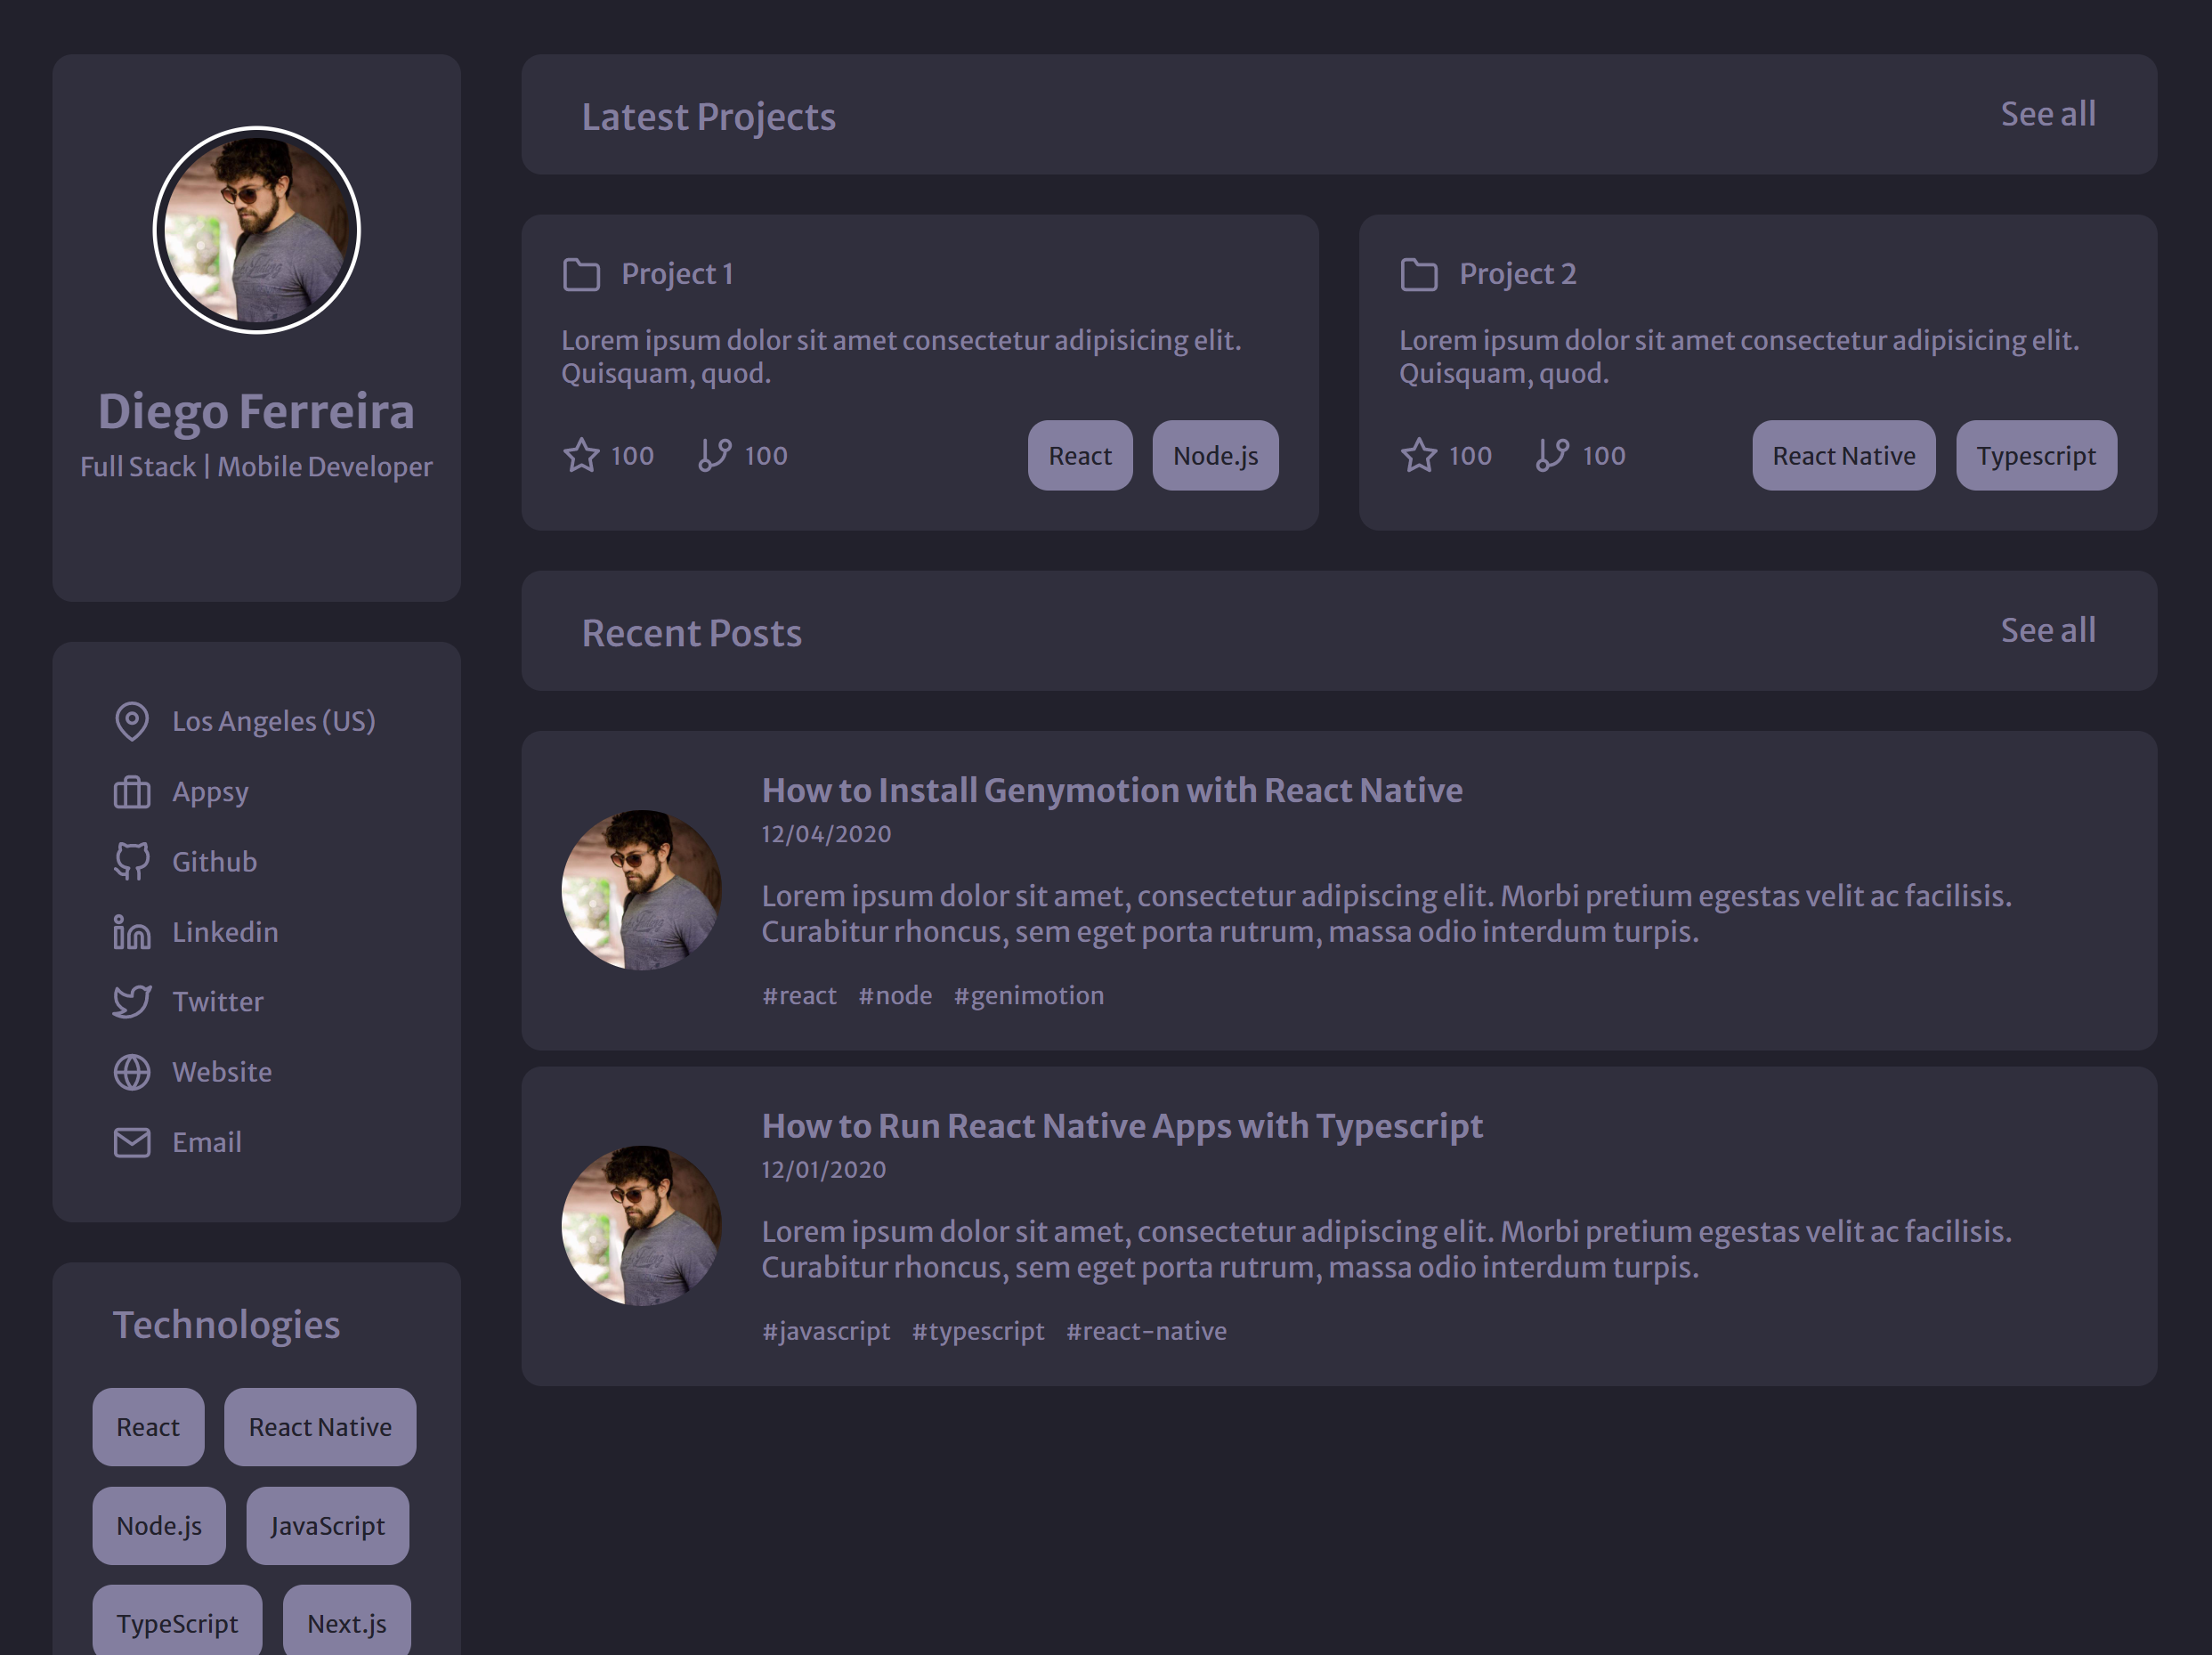 Diego Ferreira
Full Stack | Mobile Developer
Los Angeles (US)
Appsy
Github
Linkedin
Twitter
Website
Email
Technologies
React
React Native
Node.js
JavaScript
TypeScript
Next.js
Latest Projects
See all
Project 1
Lorem ipsum dolor sit amet consectetur adipisicing elit.
Quisquam, quod.
100
100
React
Node.js
Project 2
Lorem ipsum dolor sit amet consectetur adipisicing elit.
Quisquam, quod.
100
100
React Native
Typescript
Recent Posts
See all
How to Install Genymotion with React Native
12/04/2020
Lorem ipsum dolor sit amet, consectetur adipiscing elit. Morbi pretium egestas velit ac facilisis.
Curabitur rhoncus, sem eget porta rutrum, massa odio interdum turpis.
#react #node #genimotion
How to Run React Native Apps with Typescript
12/01/2020
Lorem ipsum dolor sit amet, consectetur adipiscing elit. Morbi pretium egestas velit ac facilisis.
Curabitur rhoncus, sem eget porta rutrum, massa odio interdum turpis.
#javascript #typescript #react-native